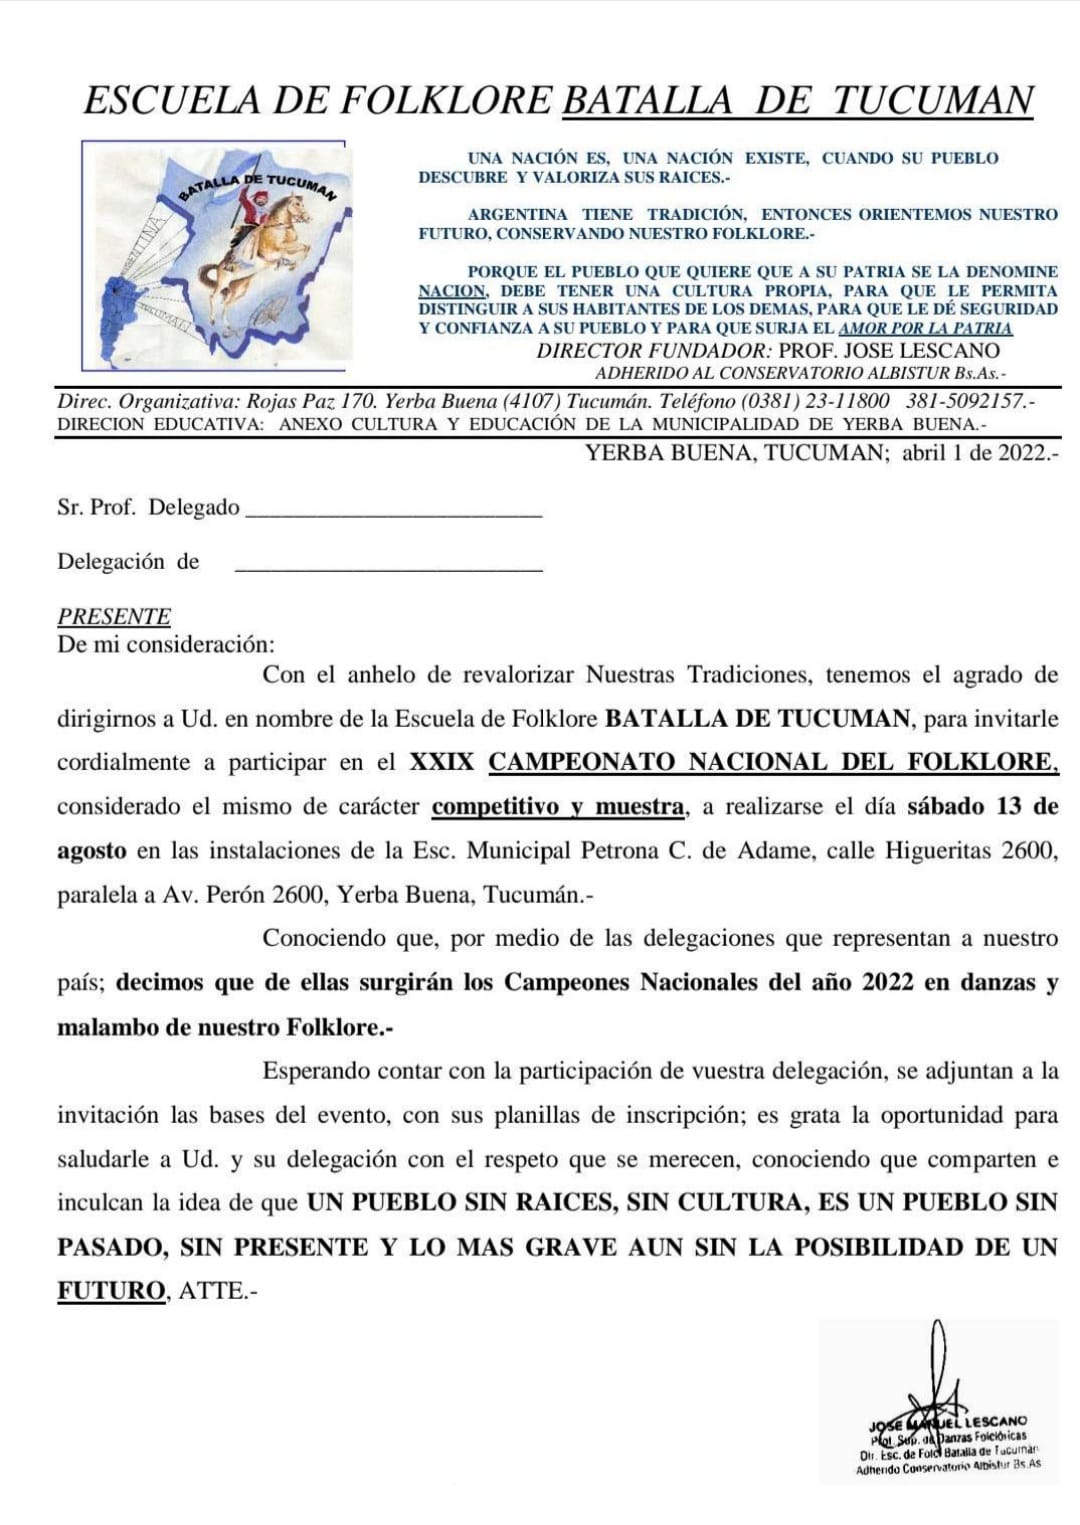 ESCUELA DE FOLKLORE BATALLA DE TUCUMAN
BATALLA DE TUCUMAN
ARGENTINA
TUCUMAN
UNA NACIÓN ES, UNA NACIÓN EXISTE, CUANDO SU PUEBLO
DESCUBRE Y VALORIZA SUS RAICES.-
ARGENTINA TIENE TRADICIÓN, ENTONCES ORIENTEMOS NUESTRO
FUTURO, CONSERVANDO NUESTRO FOLKLORE.-
PORQUE EL PUEBLO QUE QUIERE QUE A SU PATRIA SE LA DENOMINE
NACION, DEBE TENER UNA CULTURA PROPIA, PARA QUE LE PERMITA
DISTINGUIR A SUS HABITANTES DE LOS DEMAS, PARA QUE LE DÉ SEGURIDAD
Y CONFIANZA A SU PUEBLO Y PARA QUE SURJA EL AMOR POR LA PATRIA
DIRECTOR FUNDADOR: PROF. JOSE LESCANO
ADHERIDO AL CONSERVATORIO ALBISTUR Bs.As.-
Direc. Organizativa: Rojas Paz 170. Yerba Buena (4107) Tucumán. Teléfono (0381) 23-11800 381-5092157.-
DIRECION EDUCATIVA: ANEXO CULTURA Y EDUCACIÓN DE LA MUNICIPALIDAD DE YERBA BUENA.-
YERBA BUENA, TUCUMAN; abril 1 de 2022.-
Sr. Prof. Delegado
Delegación de
PRESENTE
De mi consideración:
Con el anhelo de revalorizar Nuestras Tradiciones, tenemos el agrado de
dirigirnos a Ud. en nombre de la Escuela de Folklore BATALLA DE TUCUMAN, para invitarle
cordialmente a participar en el XXIX CAMPEONATO NACIONAL DEL FOLKLORE,
considerado el mismo de carácter competitivo y muestra, a realizarse el día sábado 13 de
agosto en las instalaciones de la Esc. Municipal Petrona C. de Adame, calle Higueritas 2600,
paralela a Av. Perón 2600, Yerba Buena, Tucumán.-
Conociendo que, por medio de las delegaciones que representan a nuestro
país; decimos que de ellas surgirán los Campeones Nacionales del año 2022 en danzas y
malambo de nuestro Folklore.-
Esperando contar con la participación de vuestra delegación, se adjuntan a la
invitación las bases del evento, con sus planillas de inscripción; es grata la oportunidad para
saludarle a Ud. y su delegación con el respeto que se merecen, conociendo que comparten e
inculcan la idea de que UN PUEBLO SIN RAICES, SIN CULTURA, ES UN PUEBLO SIN
PASADO, SIN PRESENTE Y LO MAS GRAVE AUN SIN LA POSIBILIDAD DE UN
FUTURO, ATTE.-
JOSE MANUEL LESCANO
Prof. Sup. de Danzas Folclóricas
Dir. Esc. de Folcl Batalla de Tucumán
Adherido Conservatorio Albistur Bs.As